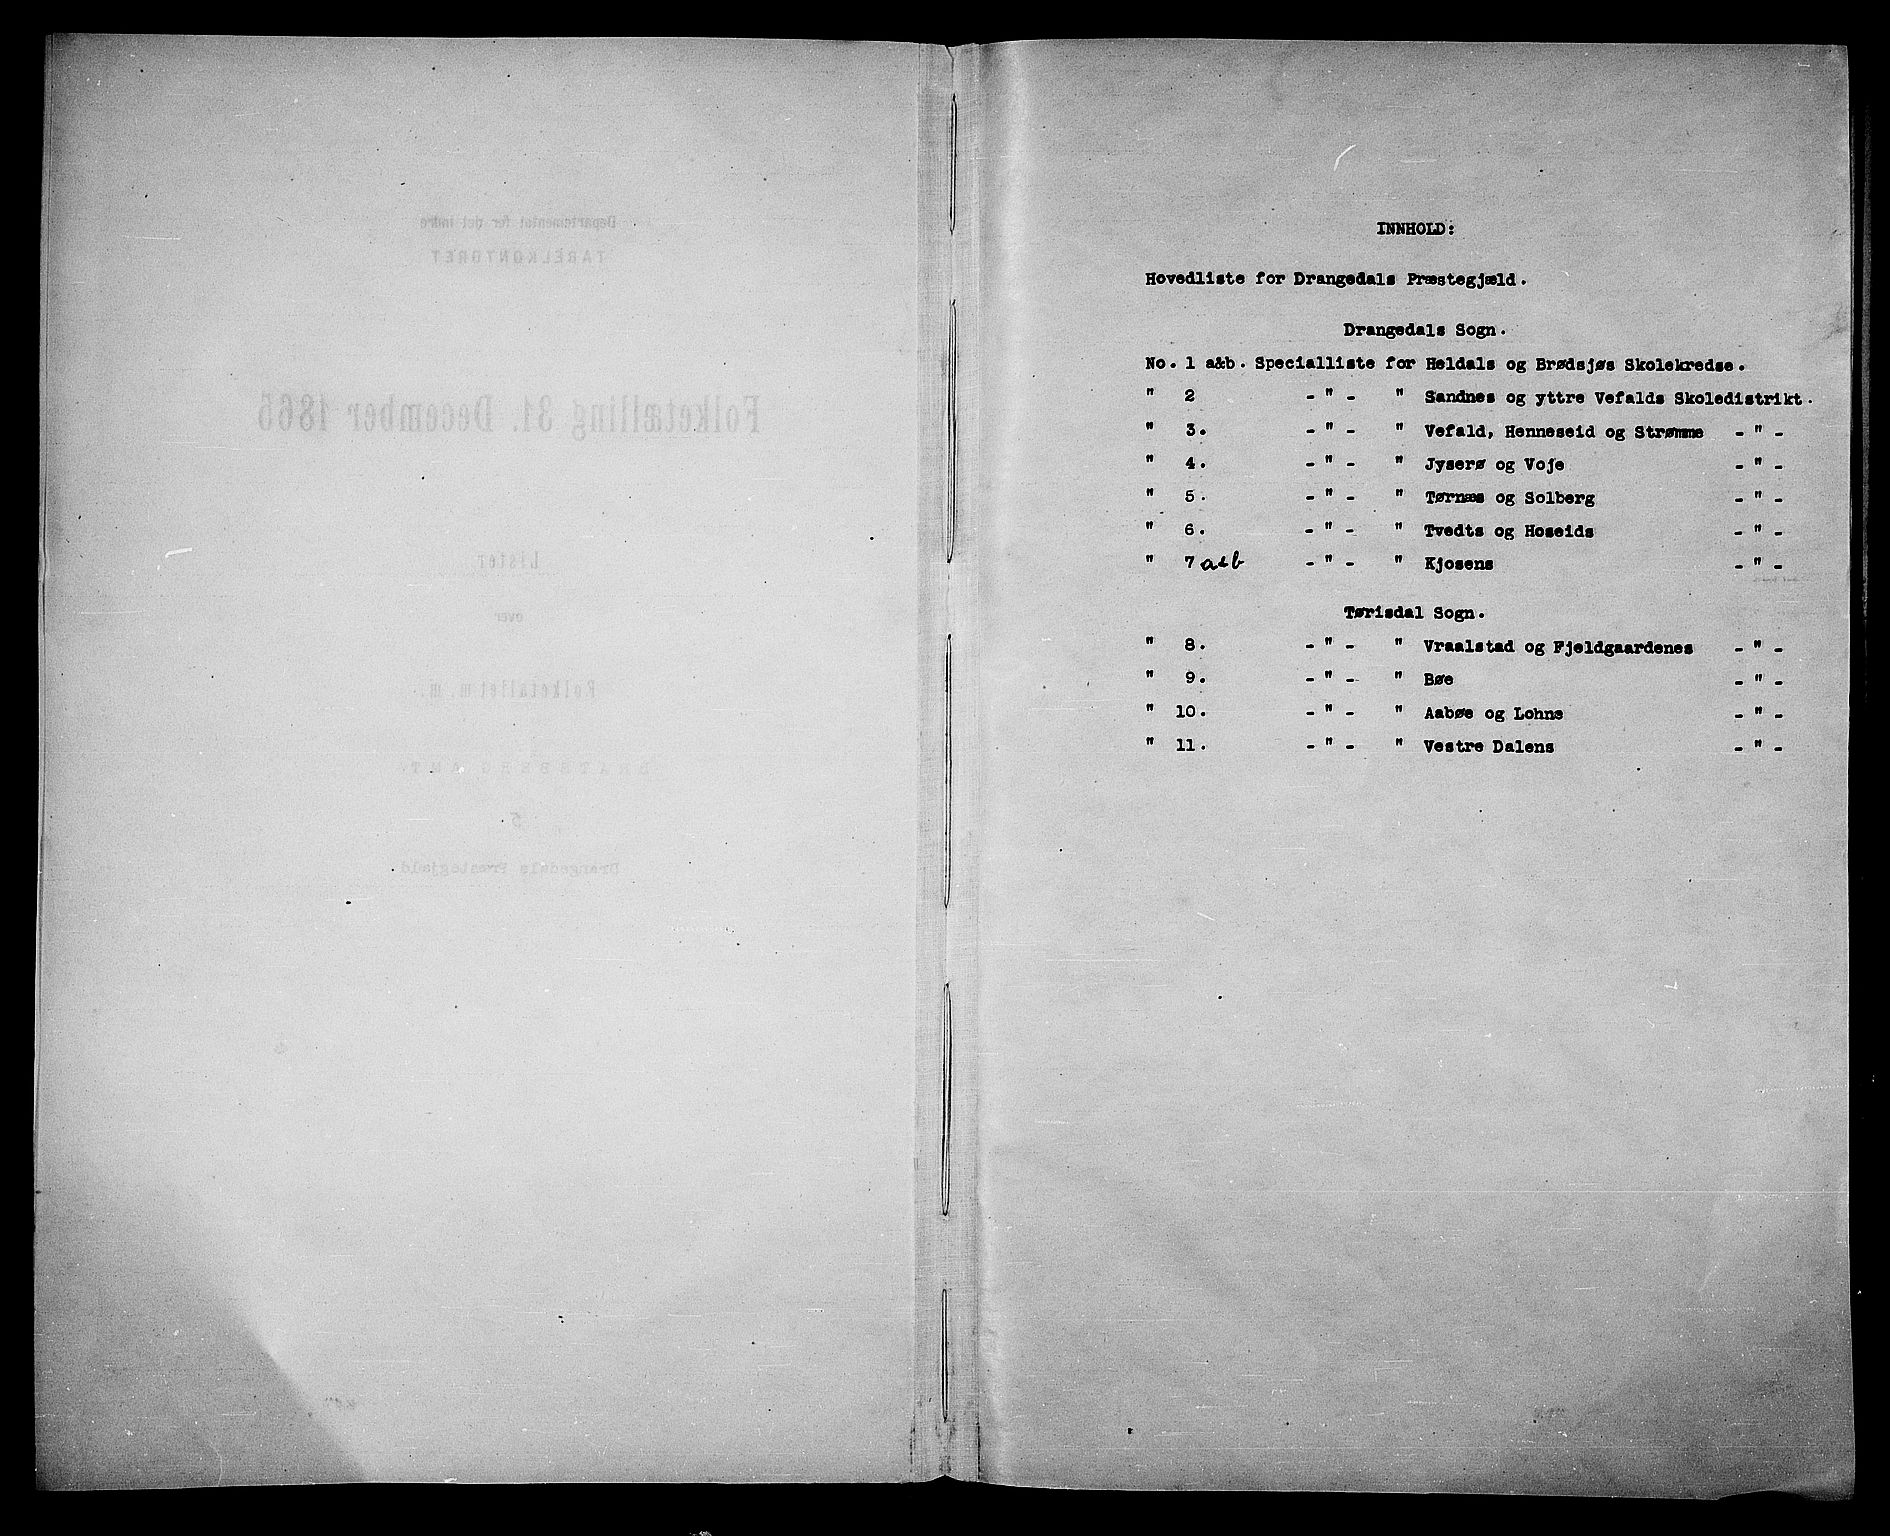 Departementet for det indre
TABELKONTORET
Folketælling 31. December 1865
Lister
over
Folketallet m. m.
BRATSBERG AMT.
5
Drangedals Præstegjæld
INNHOLD:
Hovedliste for Drangedals Præstegjæld.
Drangedals Sogn.
No. 1 a&b. Specialliste for Heldals og Brødsjøs Skolekredse.
" 2 - " - " Sandnes og yttre Vefalds Skoledistrikt.
" 3. - " - " Vefald, Henneseid og Strømme - " -
" 4. - " - " Jyserø og Voje - " -
" 5. - " - " Tørnæs og Solberg - " -
" 6. - " - " Tvedts og Hoseids - " -
" 7 a&b - " - " Kjosens - " -
Tørisdal Sogn.
" 8. - " - " Vraalstad og Fjeldgaardenes - " -
" 9. - " - " Bøe - " -
" 10. - " - " Aabøe og Lohns - " -
" 11. - " - " Vestre Dalens - " -